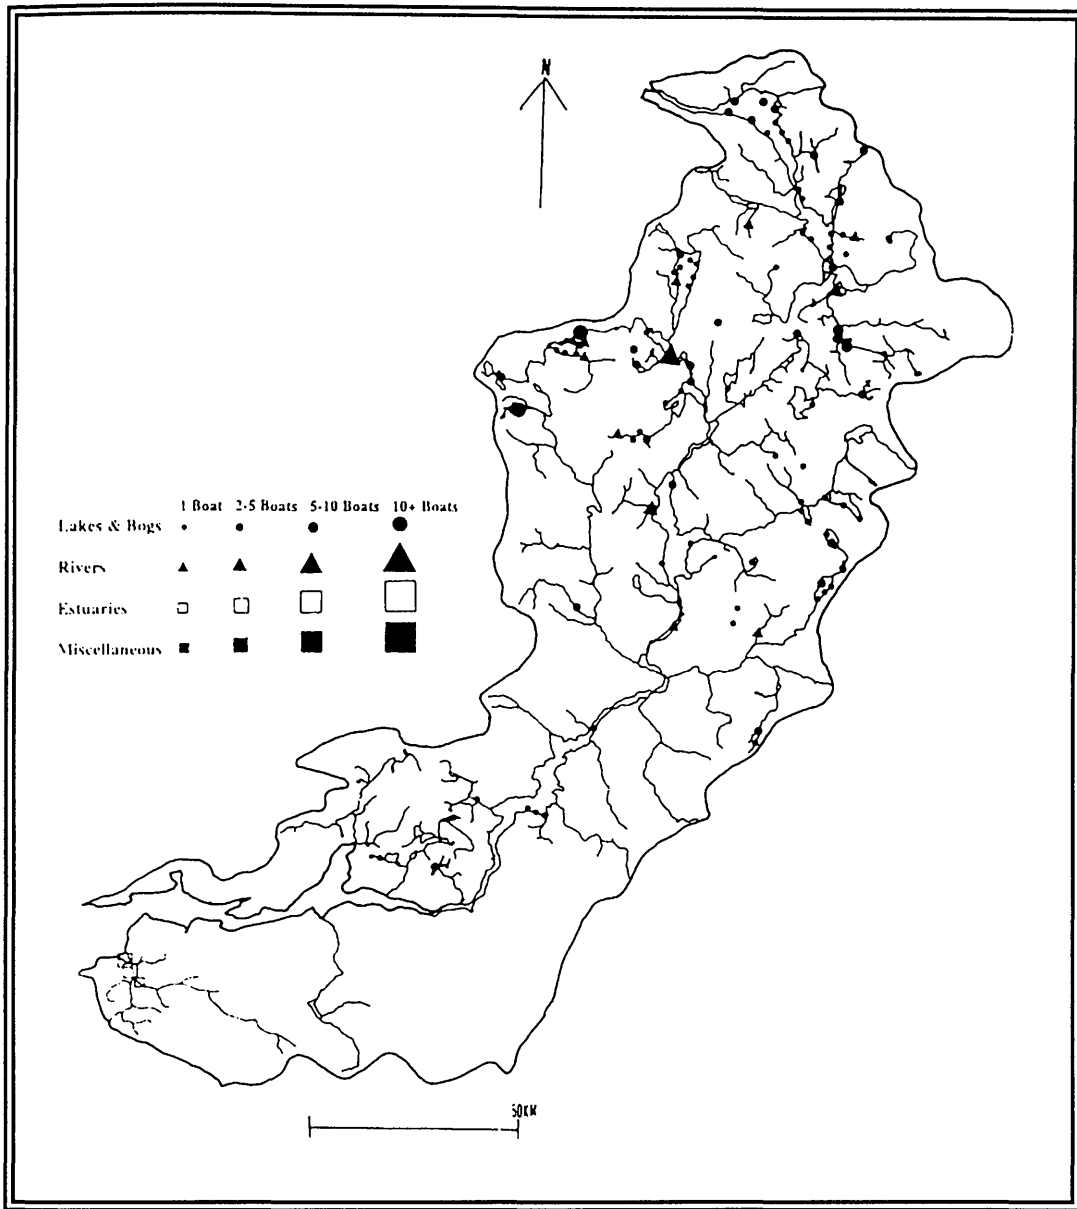 N
1 Boat 2-5 Boats 5-10 Boats 10+ Boats
Lakes & Bogs
Rivers
Estuaries
Miscellaneous
50KM